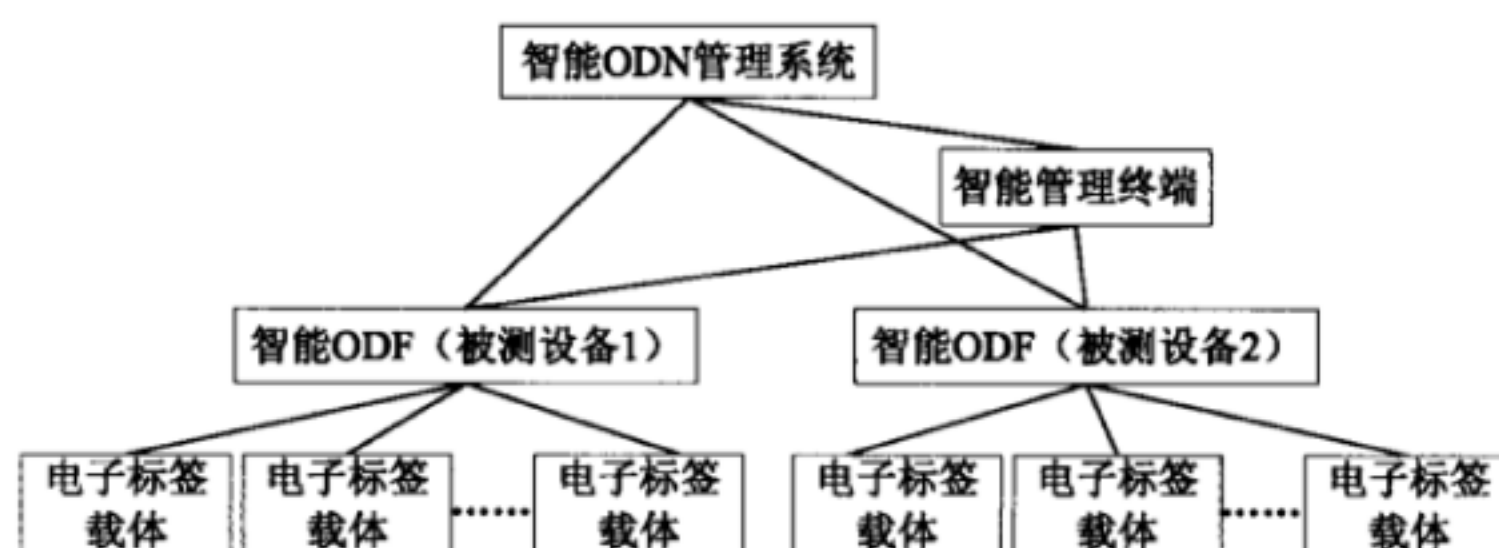 智能ODN管理系统
智能管理终端
智能ODF（被测设备1）
智能ODF（被测设备2）
电子标签
载体
电子标签
载体
……
电子标签
载体
电子标签
载体
电子标签
载体
……
电子标签
载体